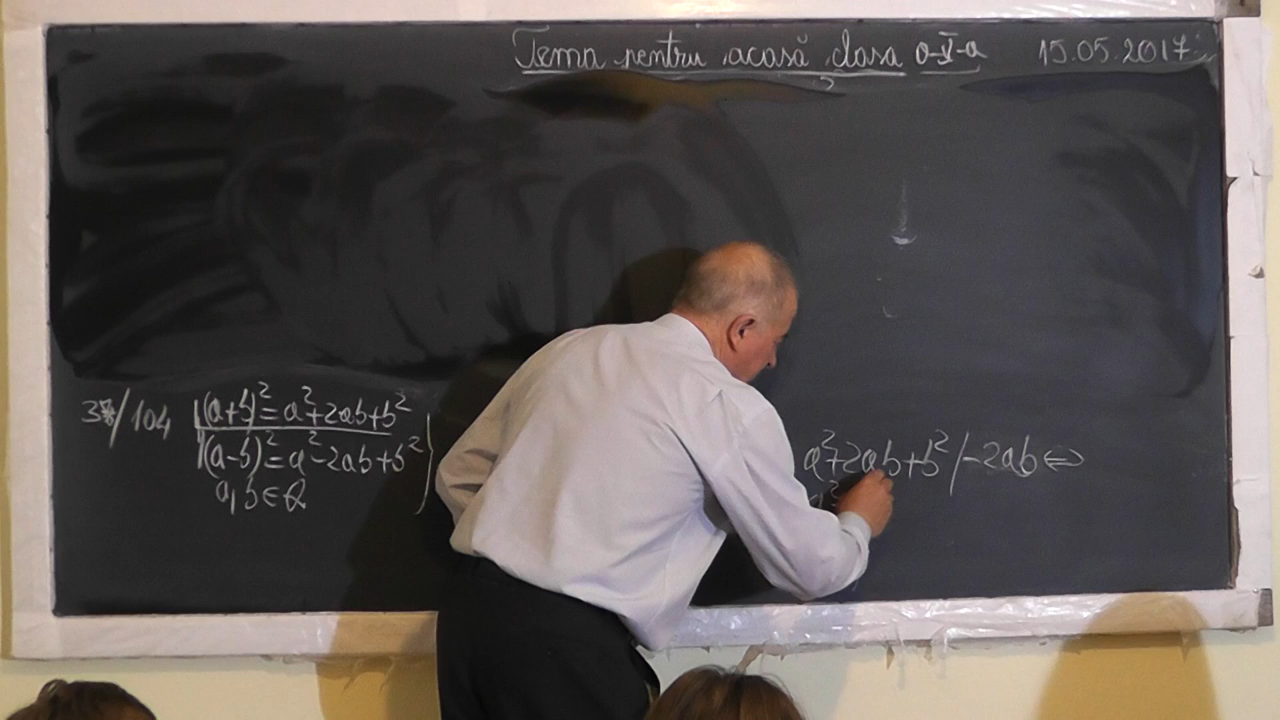 Tema pentru acasă clasa a-V-a 15.05.2017
/104 (a+b)²=a²+2ab+b²
(a-b)²=a²-2ab+b²
a,b∈Q
a²+2ab+b²/-2ab⇔
a²